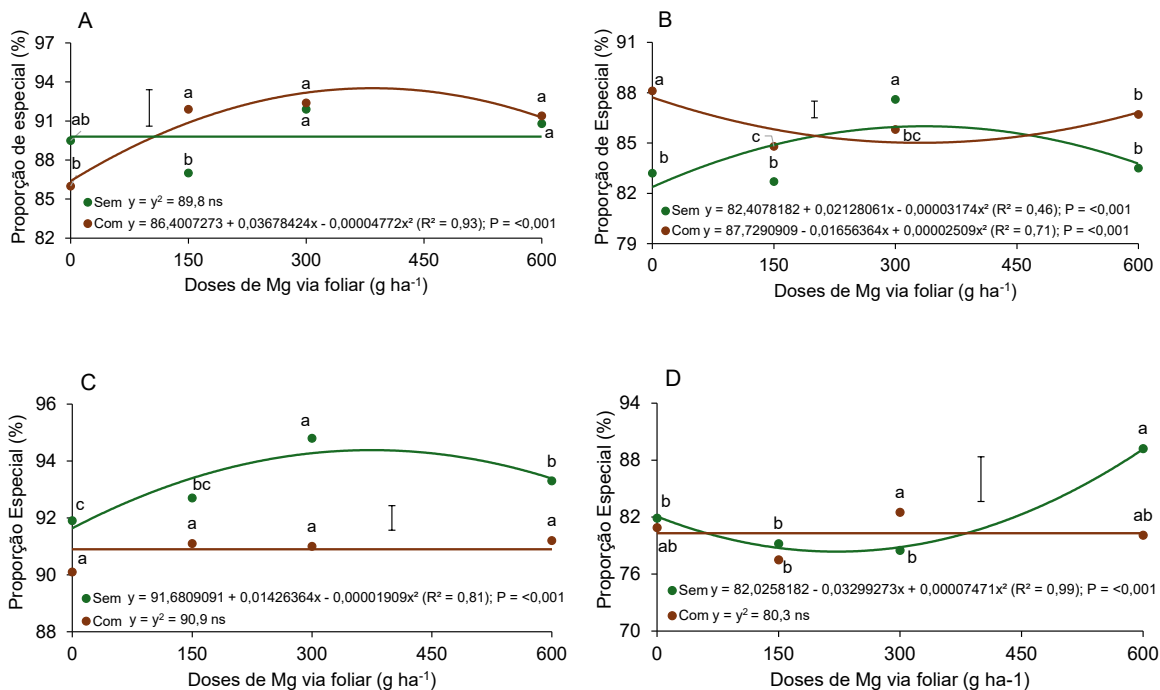 A
Proporção de especial (%)
97
94
91
88
85
82
ab
b
a
b
a
a
a
a
Sem y = y² = 89,8 ns
Com y = 86,4007273 + 0,03678424x - 0,00004772x² (R² = 0,93); P = <0,001
0 150 300 450 600
Doses de Mg via foliar (g ha⁻¹)
B
Proporção de Especial (%)
91
88
85
82
79
a
b
c
b
a
bc
b
b
Sem y = 82,4078182 + 0,02128061x - 0,00003174x² (R² = 0,46); P = <0,001
Com y = 87,7290909 - 0,01656364x + 0,00002509x² (R² = 0,71); P = <0,001
0 150 300 450 600
Doses de Mg via foliar (g ha⁻¹)
C
Proporção Especial (%)
96
94
92
90
88
c
a
bc
a
a
a
b
a
Sem y = 91,6809091 + 0,01426364x - 0,00001909x² (R² = 0,81); P = <0,001
Com y = y² = 90,9 ns
0 150 300 450 600
Doses de Mg via foliar (g ha⁻¹)
D
Proporção Especial (%)
94
88
82
76
70
b
ab
b
b
a
b
a
ab
Sem y = 82,0258182 - 0,03299273x + 0,00007471x² (R² = 0,99); P = <0,001
Com y = y² = 80,3 ns
0 150 300 450 600
Doses de Mg via foliar (g ha-1)